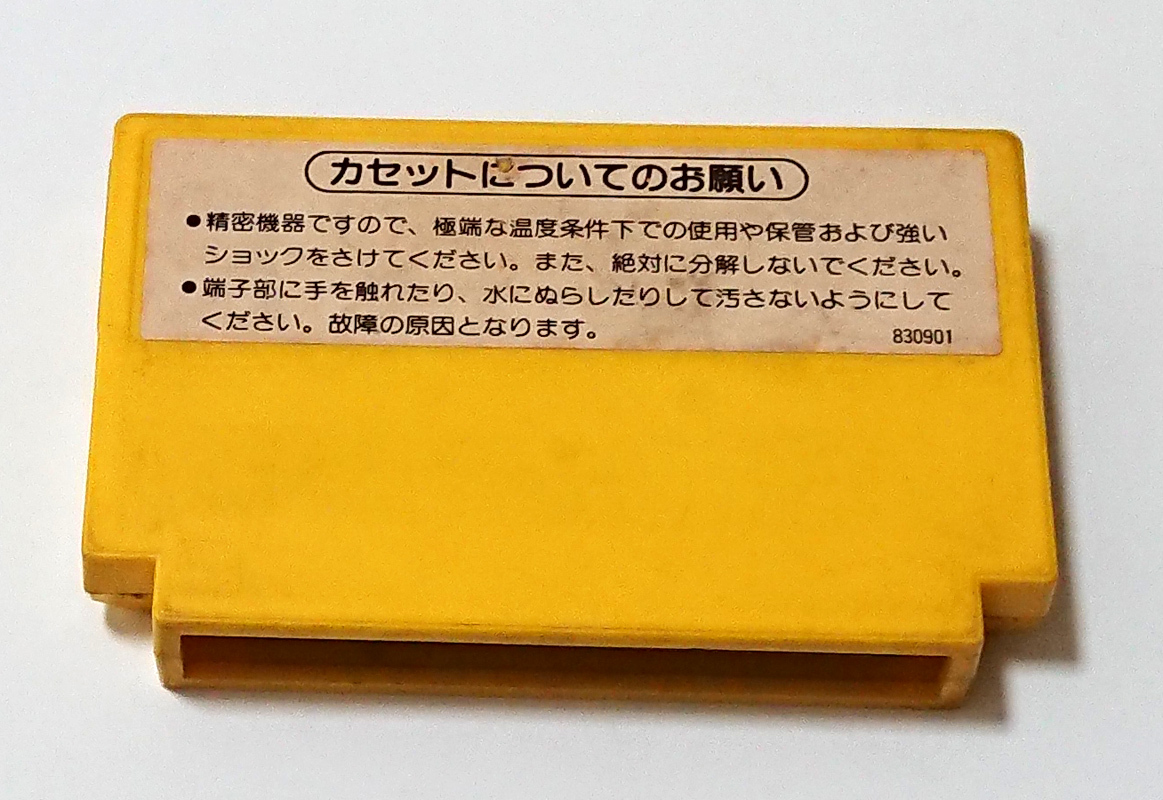 カセットについてのお願い
●精密機器ですので、極端な温度条件下での使用や保管および強い
ショックをさけてください。また、絶対に分解しないでください。
●端子部に手を触れたり、水にぬらしたりして汚さないようにして
ください。故障の原因となります。
830901